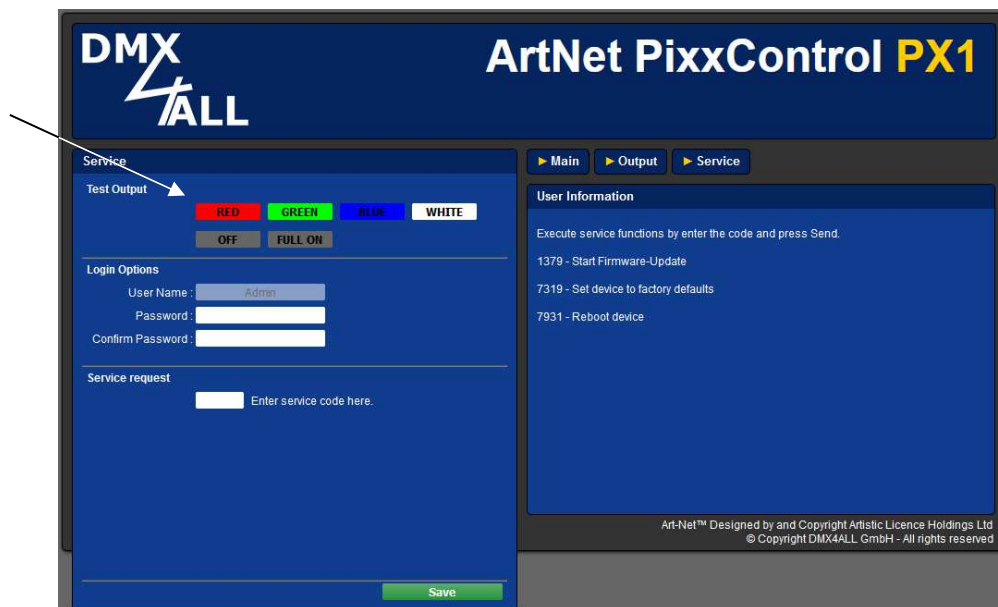 DMX
4ALL
ArtNet PixxControl PX1
Service
Test Output
RED GREEN BLUE WHITE
OFF FULL ON
Login Options
User Name : Admin
Password :
Confirm Password :
Service request
Enter service code here.
Save
► Main ► Output ► Service
User Information
Execute service functions by enter the code and press Send.
1379 - Start Firmware-Update
7319 - Set device to factory defaults
7931 - Reboot device
Art-Net™ Designed by and Copyright Artistic Licence Holdings Ltd
© Copyright DMX4ALL GmbH - All rights reserved